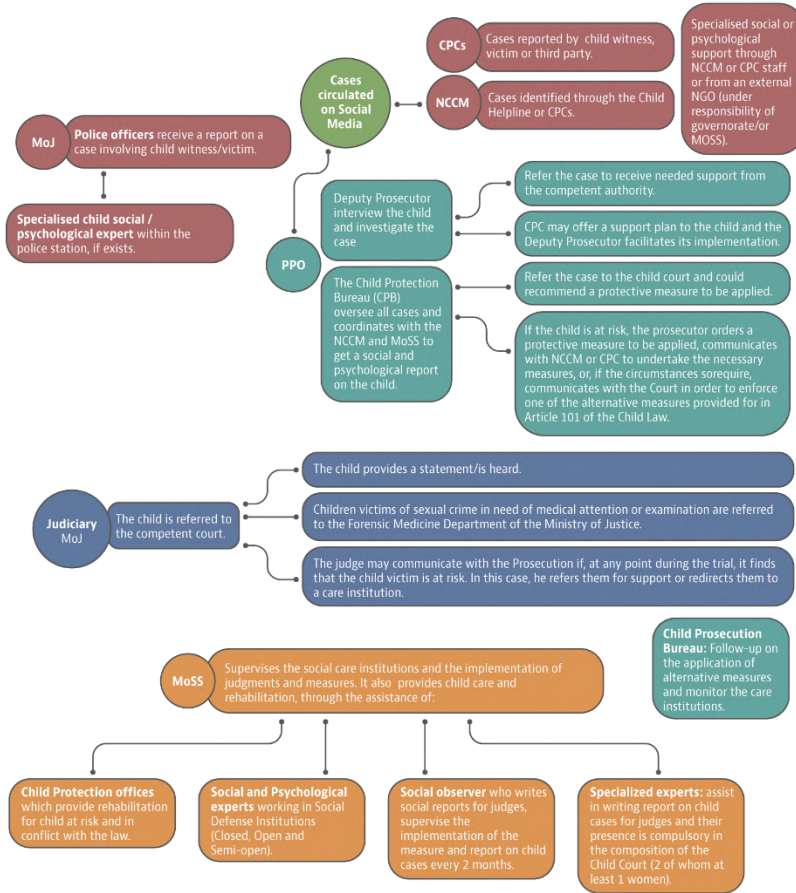 CPCs
Cases reported by child witness,
victim or third party.
Specialised social or
psychological
support through
NCCM or CPC staff
or from an external
NGO (under
responsibility of
governorate/or
MOSS).
Cases
circulated
on Social
Media
NCCM
Cases identified through the Child
Helpline or CPCs.
MoJ
Police officers receive a report on a
case involving child witness/victim.
Specialised child social /
psychological expert within the
police station, if exists.
PPO
Deputy Prosecutor
interview the child
and investigate the
case
Refer the case to receive needed support from
the competent authority.
CPC may offer a support plan to the child and the
Deputy Prosecutor facilitates its implementation.
The Child Protection
Bureau (CPB)
oversee all cases and
coordinates with the
NCCM and MoSS to
get a social and
psychological report
on the child.
Refer the case to the child court and could
recommend a protective measure to be applied.
If the child is at risk, the prosecutor orders a
protective measure to be applied, communicates
with NCCM or CPC to undertake the necessary
measures, or, if the circumstances sorequire,
communicates with the Court in order to enforce
one of the alternative measures provided for in
Article 101 of the Child Law.
Judiciary
MoJ
The child is referred to
the competent court.
The child provides a statement/is heard.
Children victims of sexual crime in need of medical attention or examination are referred
to the Forensic Medicine Department of the Ministry of Justice.
The judge may communicate with the Prosecution if, at any point during the trial, it finds
that the child victim is at risk. In this case, he refers them for support or redirects them to
a care institution.
Child Prosecution
Bureau: Follow-up on
the application of
alternative measures
and monitor the care
institutions.
MoSS
Supervises the social care institutions and the implementation of
judgments and measures. It also provides child care and
rehabilitation, through the assistance of:
Child Protection offices
which provide rehabilitation
for child at risk and in
conflict with the law.
Social and Psychological
experts working in Social
Defense Institutions
(Closed, Open and
Semi-open).
Social observer who writes
social reports for judges,
supervise the
implementation of the
measure and report on child
cases every 2 months.
Specialized experts: assist
in writing report on child
cases for judges and their
presence is compulsory in
the composition of the
Child Court (2 of whom at
least 1 women).